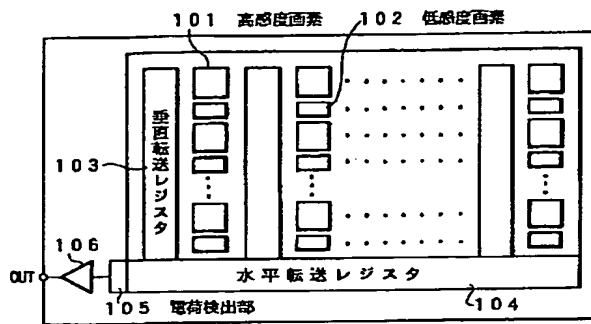 101 高感度画素
102 低感度画素
垂直転送レジスタ
103
106
OUT
水平転送レジスタ
105 電荷検出部
104